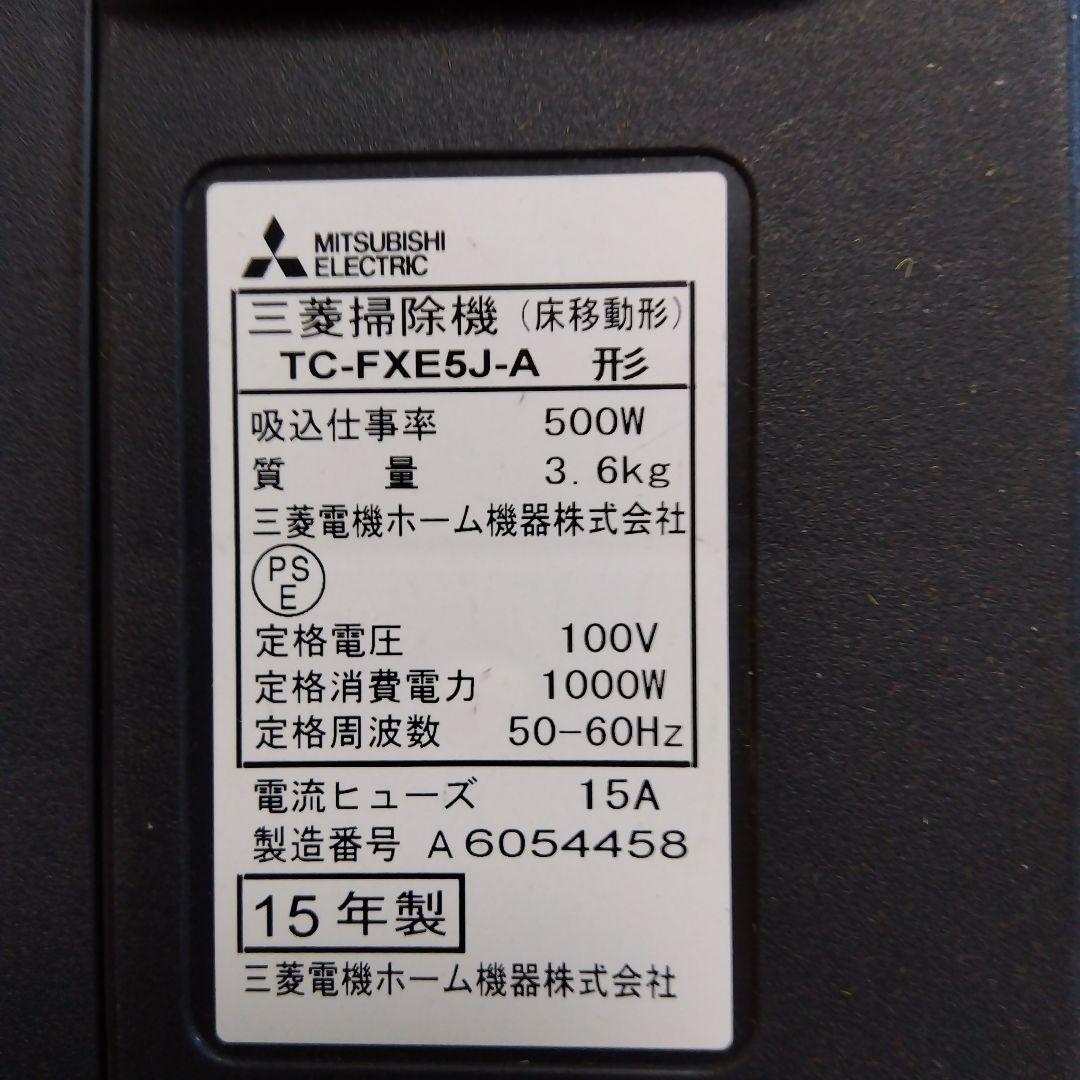 MITSUBISHI
ELECTRIC
三菱掃除機（床移動形）
TC-FXE5J-A 形
吸込仕事率 500W
質量 3.6kg
三菱電機ホーム機器株式会社
PS
E
定格電圧 100V
定格消費電力 1000W
定格周波数 50-60Hz
電流ヒューズ 15A
製造番号 A6054458
15年製
三菱電機ホーム機器株式会社